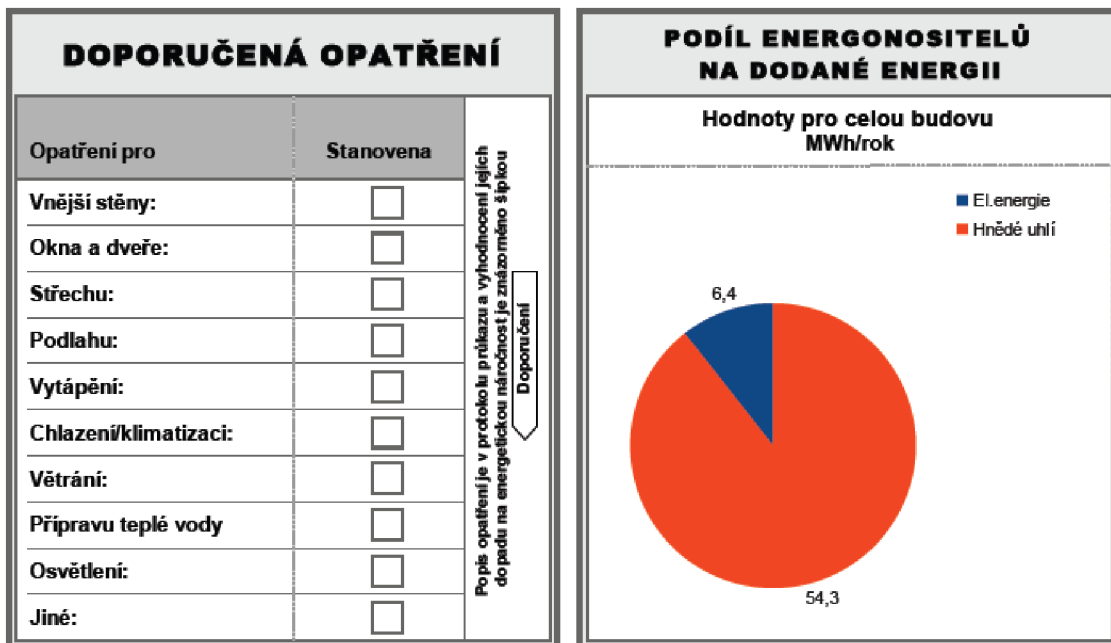 DOPORUČENÁ OPATŘENÍ
Opatření pro
Stanovena
Vnější stěny:
Okna a dveře:
Střechu:
Podlahu:
Vytápění:
Chlazení/klimatizaci:
Větrání:
Přípravu teplé vody
Osvětlení:
Jiné:
Popis opatření je v protokolu průkazu a vyhodnocení jejich
dopadu na energetickou náročnost je znázorněno šipkou
Doporučení
PODÍL ENERGONOSITELŮ
NA DODANÉ ENERGII
Hodnoty pro celou budovu
MWh/rok
El.energie
Hnědé uhlí
6,4
54,3